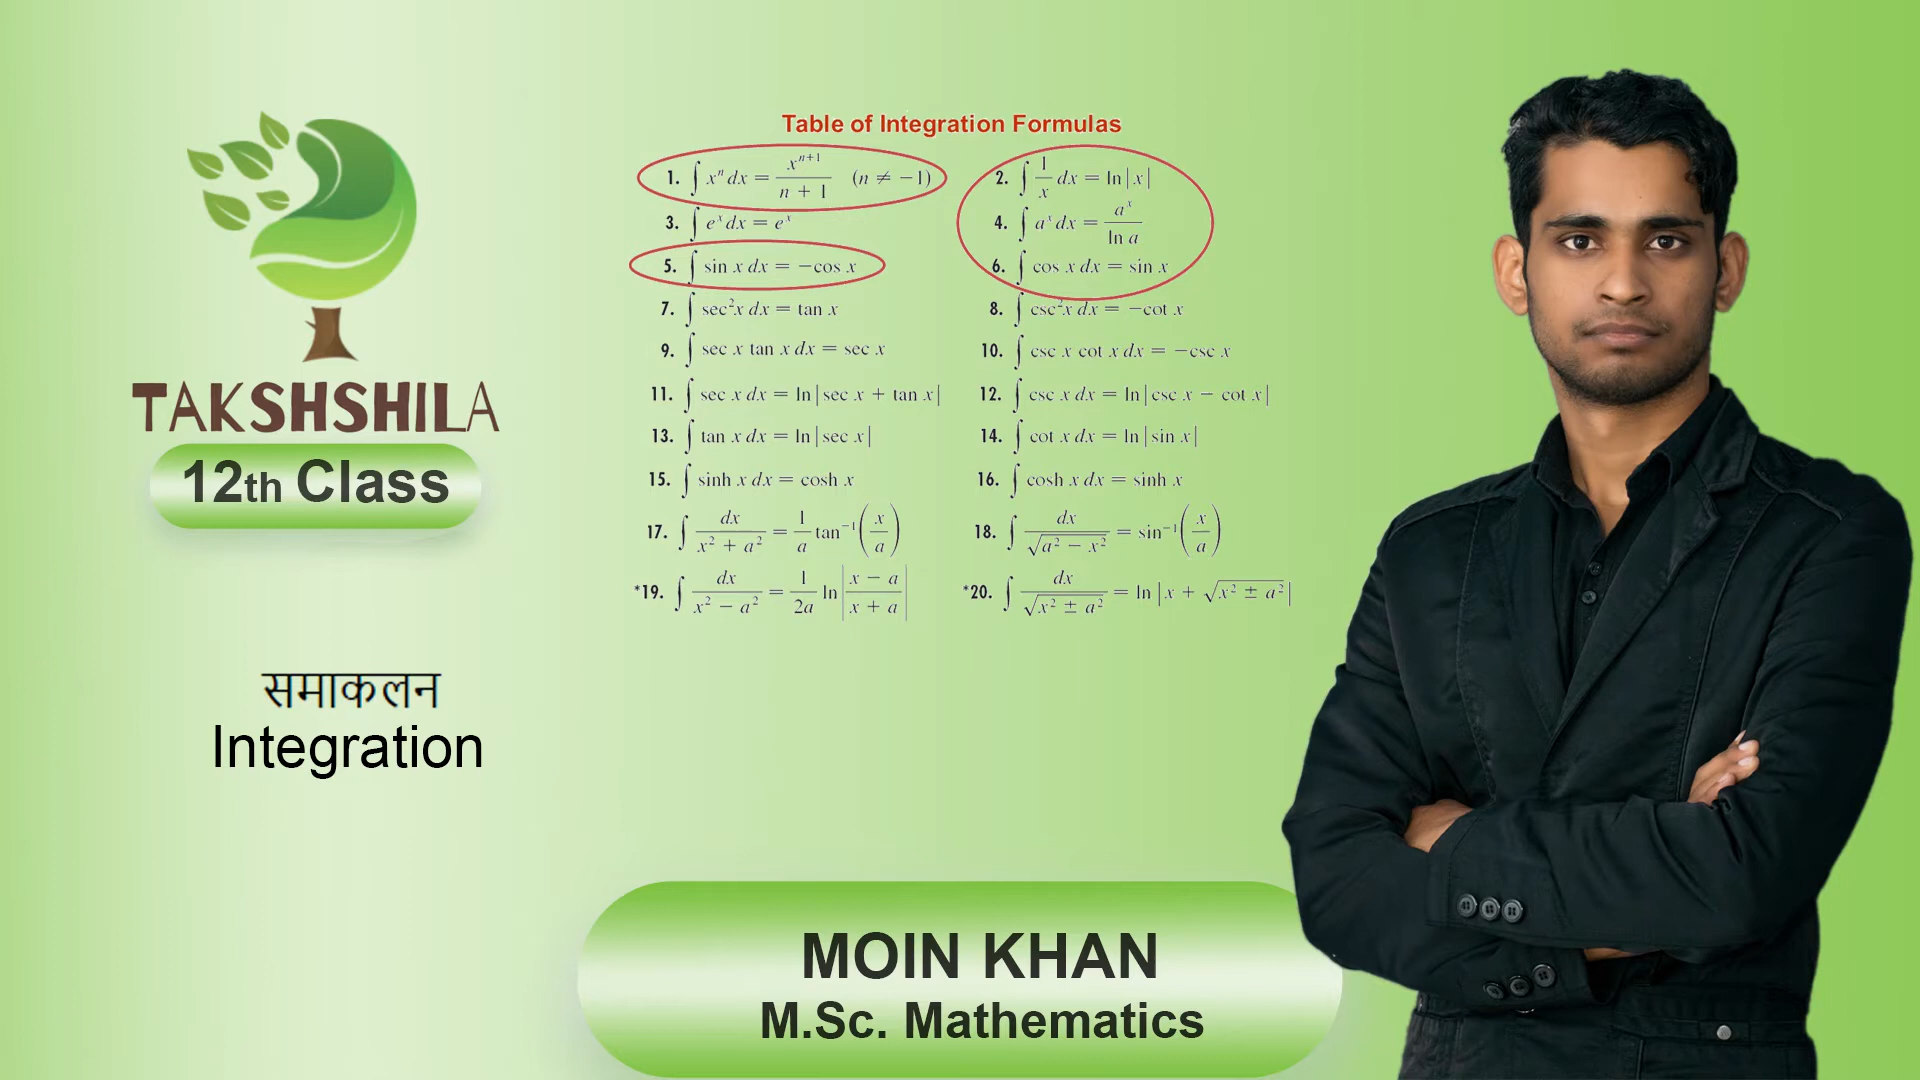 TAKSHSHILA
12th Class
समाकलन
Integration
Table of Integration Formulas
1. ∫ xⁿ dx = xⁿ⁺¹ / (n + 1) (n ≠ −1)
2. ∫ 1/x dx = ln|x|
3. ∫ eˣ dx = eˣ
4. ∫ aˣ dx = aˣ / ln a
5. ∫ sin x dx = −cos x
6. ∫ cos x dx = sin x
7. ∫ sec²x dx = tan x
8. ∫ csc²x dx = −cot x
9. ∫ sec x tan x dx = sec x
10. ∫ csc x cot x dx = −csc x
11. ∫ sec x dx = ln|sec x + tan x|
12. ∫ csc x dx = ln|csc x − cot x|
13. ∫ tan x dx = ln|sec x|
14. ∫ cot x dx = ln|sin x|
15. ∫ sinh x dx = cosh x
16. ∫ cosh x dx = sinh x
17. ∫ dx / (x² + a²) = 1/a tan⁻¹(x/a)
18. ∫ dx / √(a² − x²) = sin⁻¹(x/a)
*19. ∫ dx / (x² − a²) = 1/2a ln|(x − a) / (x + a)|
*20. ∫ dx / √(x² ± a²) = ln|x + √(x² ± a²)|
MOIN KHAN
M.Sc. Mathematics